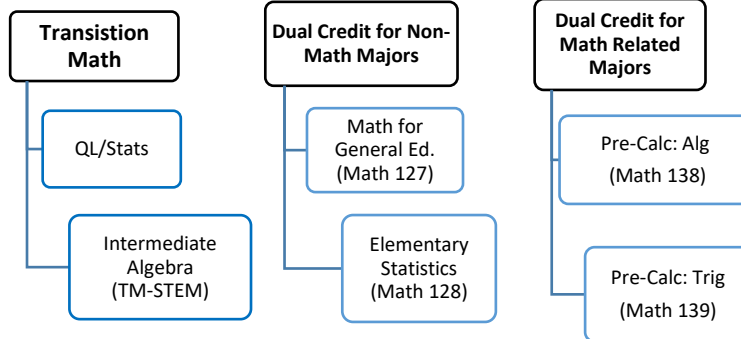 Transistion
Math
QL/Stats
Intermediate
Algebra
(TM-STEM)
Dual Credit for Non-
Math Majors
Math for
General Ed.
(Math 127)
Elementary
Statistics
(Math 128)
Dual Credit for
Math Related
Majors
Pre-Calc: Alg
(Math 138)
Pre-Calc: Trig
(Math 139)